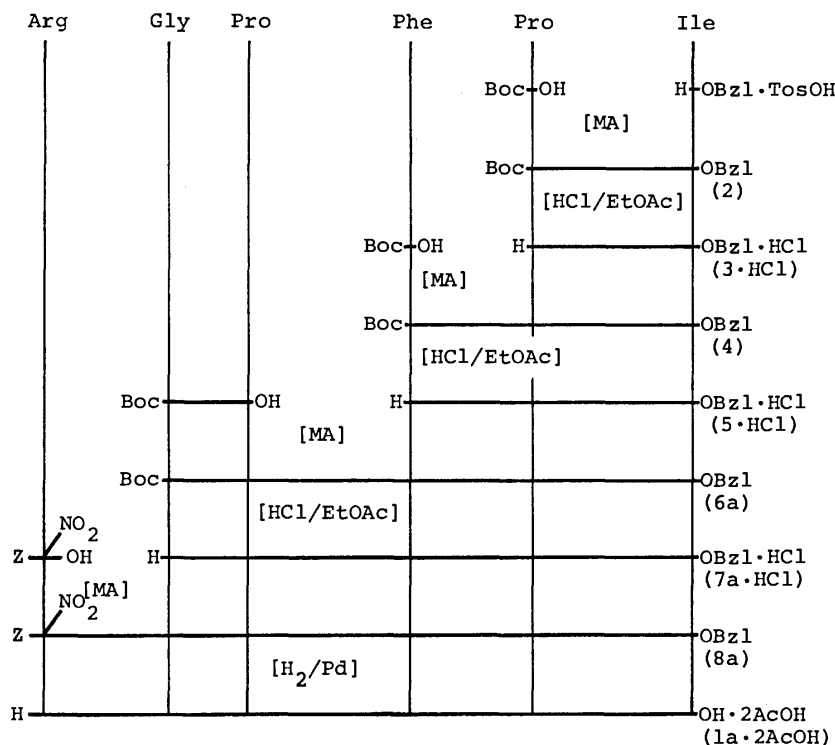 Arg Gly Pro Phe Pro Ile
Boc OH H OBzl·TosOH
[MA]
Boc OBzl
(2)
[HCl/EtOAc]
Boc OH H OBzl·HCl
(3·HCl)
[MA]
Boc OBzl
(4)
[HCl/EtOAc]
Boc OH H OBzl·HCl
(5·HCl)
[MA]
Boc OBzl
(6a)
[HCl/EtOAc]
NO2
Z OH H OBzl·HCl
(7a·HCl)
[MA]
NO2
Z OBzl
(8a)
[H2/Pd]
H OH·2AcOH
(1a·2AcOH)